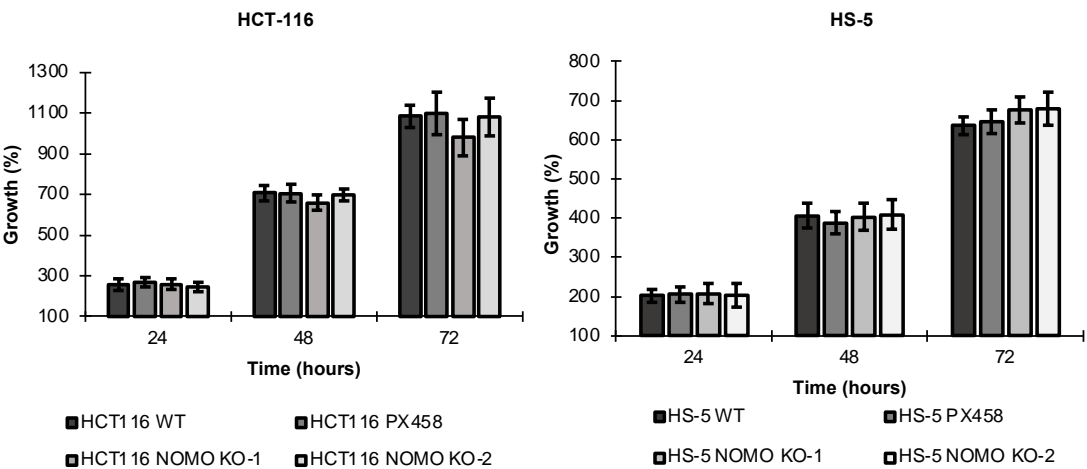 HCT-116
1300
1100
900
700
500
300
100
Growth (%)
24 48 72
Time (hours)
HCT116 WT HCT116 PX458
HCT116 NOMO KO-1 HCT116 NOMO KO-2
HS-5
800
700
600
500
400
300
200
100
Growth (%)
24 48 72
Time (hours)
HS-5 WT HS-5 PX458
HS-5 NOMO KO-1 HS-5 NOMO KO-2